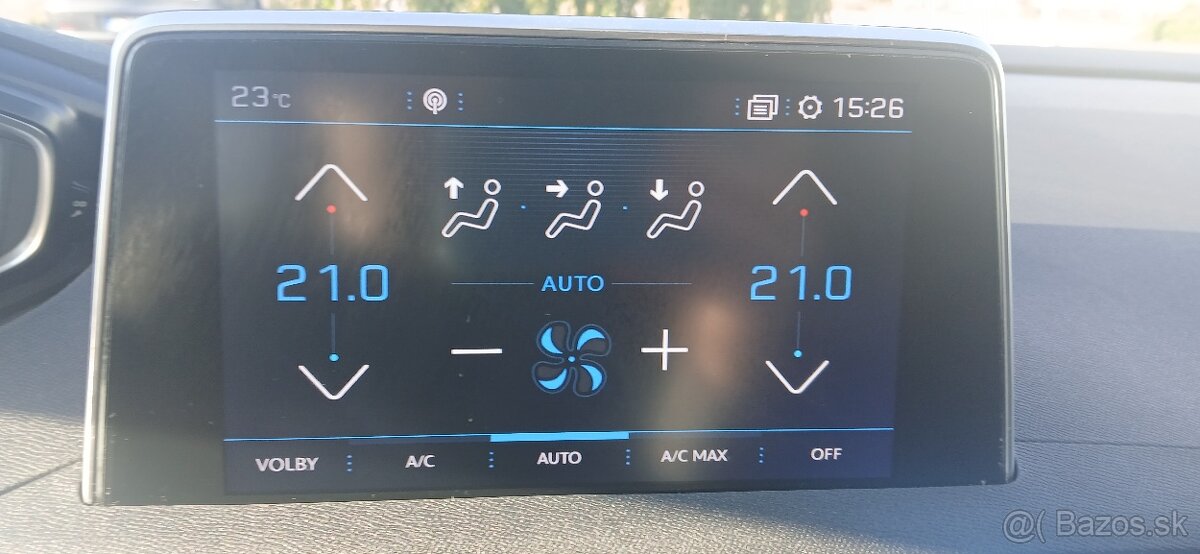 23°C 15:26
21.0 AUTO 21.0
VOLBY A/C AUTO A/C MAX OFF
@( Bazos.sk